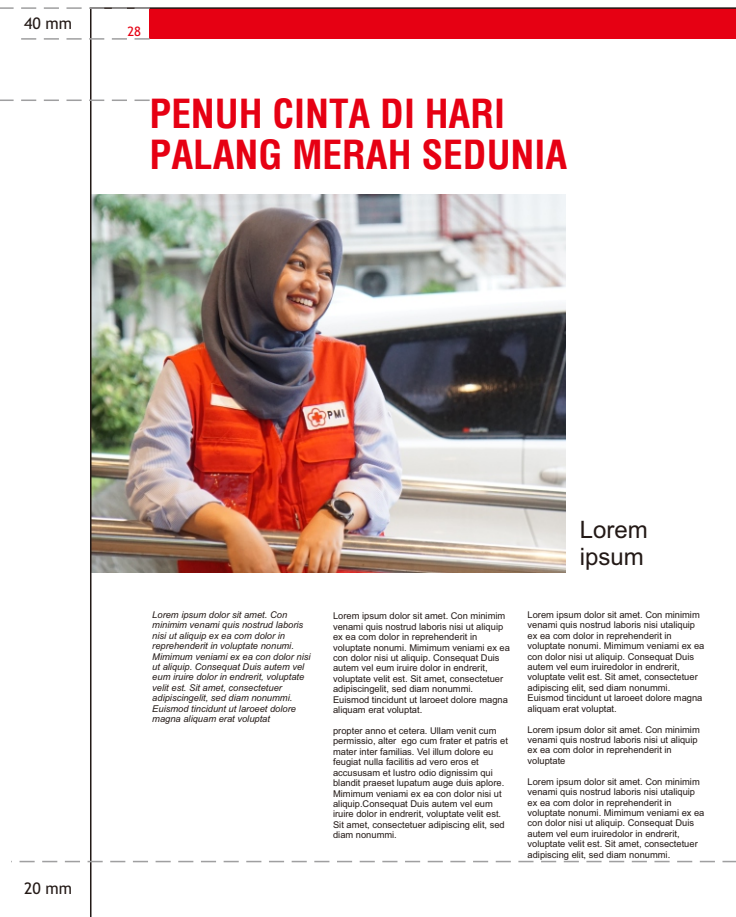 40 mm
28
PENUH CINTA DI HARI
PALANG MERAH SEDUNIA
PMI
Lorem
ipsum
Lorem ipsum dolor sit amet. Con
minimim venami quis nostrud laboris
nisi ut aliquip ex ea com dolor in
reprehenderit in voluptate nonumi.
Mimimum veniami ex ea con dolor nisi
ut aliquip. Consequat Duis autem vel
eum iruire dolor in endrerit, voluptate
velit est. Sit amet, consectetuer
adipiscingelit, sed diam nonummi.
Euismod tincidunt ut laroeet dolore
magna aliquam erat voluptat
Lorem ipsum dolor sit amet. Con minimim
venami quis nostrud laboris nisi ut aliquip
ex ea com dolor in reprehenderit in
voluptate nonumi. Mimimum veniami ex ea
con dolor nisi ut aliquip. Consequat Duis
autem vel eum iruire dolor in endrerit,
voluptate velit est. Sit amet, consectetuer
adipiscingelit, sed diam nonummi.
Euismod tincidunt ut laroeet dolore magna
aliquam erat voluptat.
propter anno et cetera. Ullam venit cum
permissio, alter  ego cum frater et patris et
mater inter familias. Vel illum dolore eu
feugiat nulla facilitis ad vero eros et
accususam et lustro odio dignissim qui
blandit praeset lupatum auge duis aplore.
Mimimum veniami ex ea con dolor nisi ut
aliquip.Consequat Duis autem vel eum
iruire dolor in endrerit, voluptate velit est.
Sit amet, consectetuer adipiscing elit, sed
diam nonummi.
Lorem ipsum dolor sit amet. Con minimim
venami quis nostrud laboris nisi utaliquip
ex ea com dolor in reprehenderit in
voluptate nonumi. Mimimum veniami ex ea
con dolor nisi ut aliquip. Consequat Duis
autem vel eum iruiredolor in endrerit,
voluptate velit est. Sit amet, consectetuer
adipiscing elit, sed diam nonummi.
Euismod tincidunt ut laroeet dolore magna
aliquam erat voluptat.
Lorem ipsum dolor sit amet. Con minimim
venami quis nostrud laboris nisi ut aliquip
ex ea com dolor in reprehenderit in
voluptate
Lorem ipsum dolor sit amet. Con minimim
venami quis nostrud laboris nisi utaliquip
ex ea com dolor in reprehenderit in
voluptate nonumi. Mimimum veniami ex ea
con dolor nisi ut aliquip. Consequat Duis
autem vel eum iruiredolor in endrerit,
voluptate velit est. Sit amet, consectetuer
adipiscing elit, sed diam nonummi.
20 mm